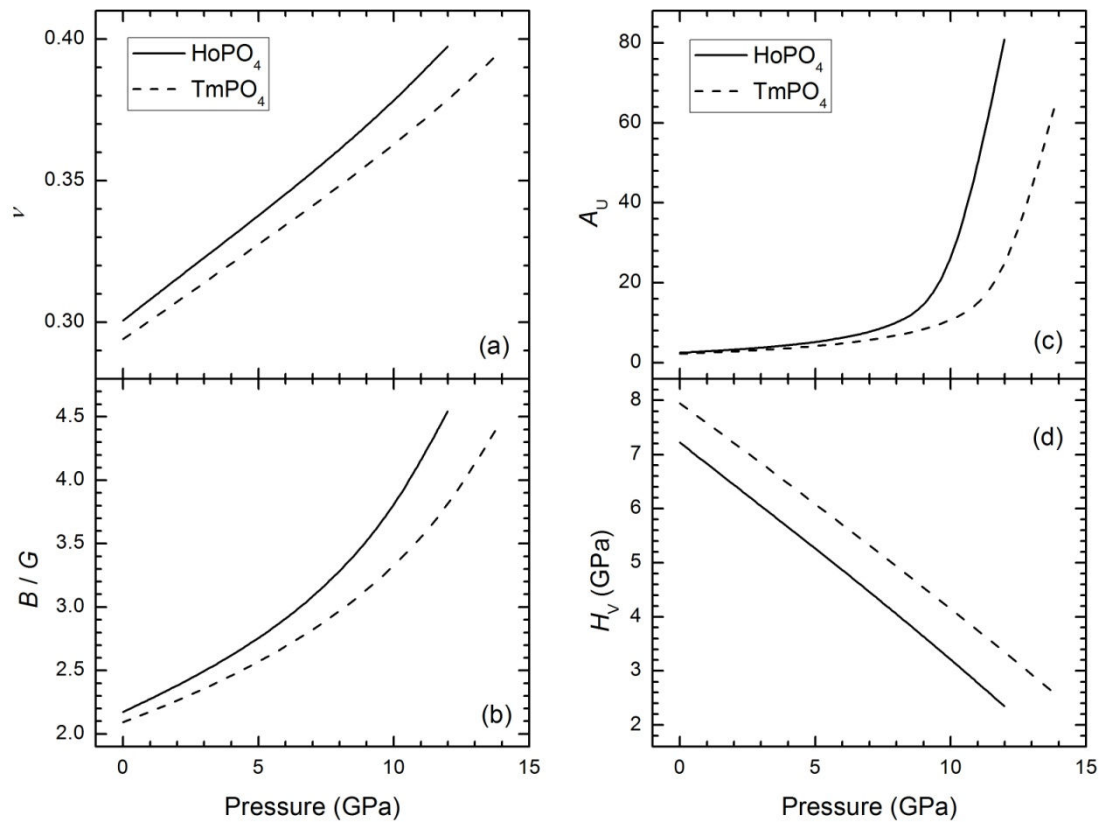 0.40
0.35
0.30
ν
HoPO4
TmPO4
(a)
80
60
40
20
0
AU
HoPO4
TmPO4
(c)
4.5
4.0
3.5
3.0
2.5
2.0
B / G
(b)
0 5 10 15
Pressure (GPa)
8
7
6
5
4
3
2
HV (GPa)
(d)
0 5 10 15
Pressure (GPa)